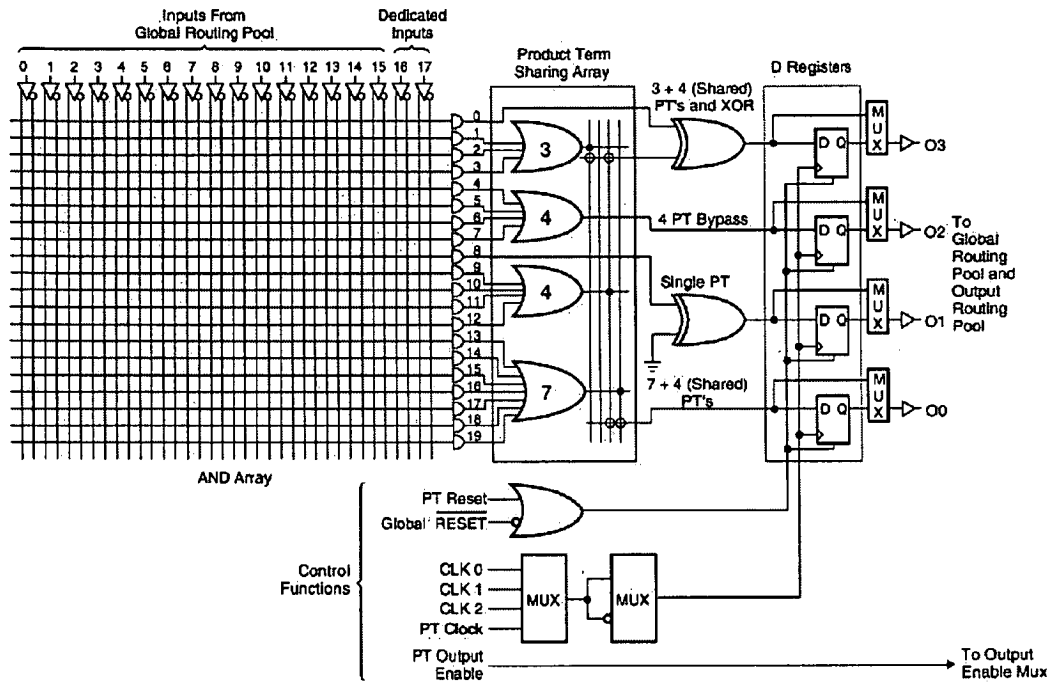 Inputs From
Global Routing Pool
Dedicated
Inputs
0 1 2 3 4 5 6 7 8 9 10 11 12 13 14 15 16 17
Product Term
Sharing Array
D Registers
3 + 4 (Shared)
PT's and XOR
0
1
2
3
4
5
6
7
8
9
10
11
12
13
14
15
16
17
18
19
3
4
4
7
4 PT Bypass
Single PT
7 + 4 (Shared)
PT's
D Q
MUX
O3
D Q
MUX
O2
D Q
MUX
O1
D Q
MUX
O0
To
Global
Routing
Pool and
Output
Routing
Pool
AND Array
Control
Functions
PT Reset
Global RESET
CLK 0
CLK 1
CLK 2
PT Clock
MUX
MUX
PT Output
Enable
To Output
Enable Mux